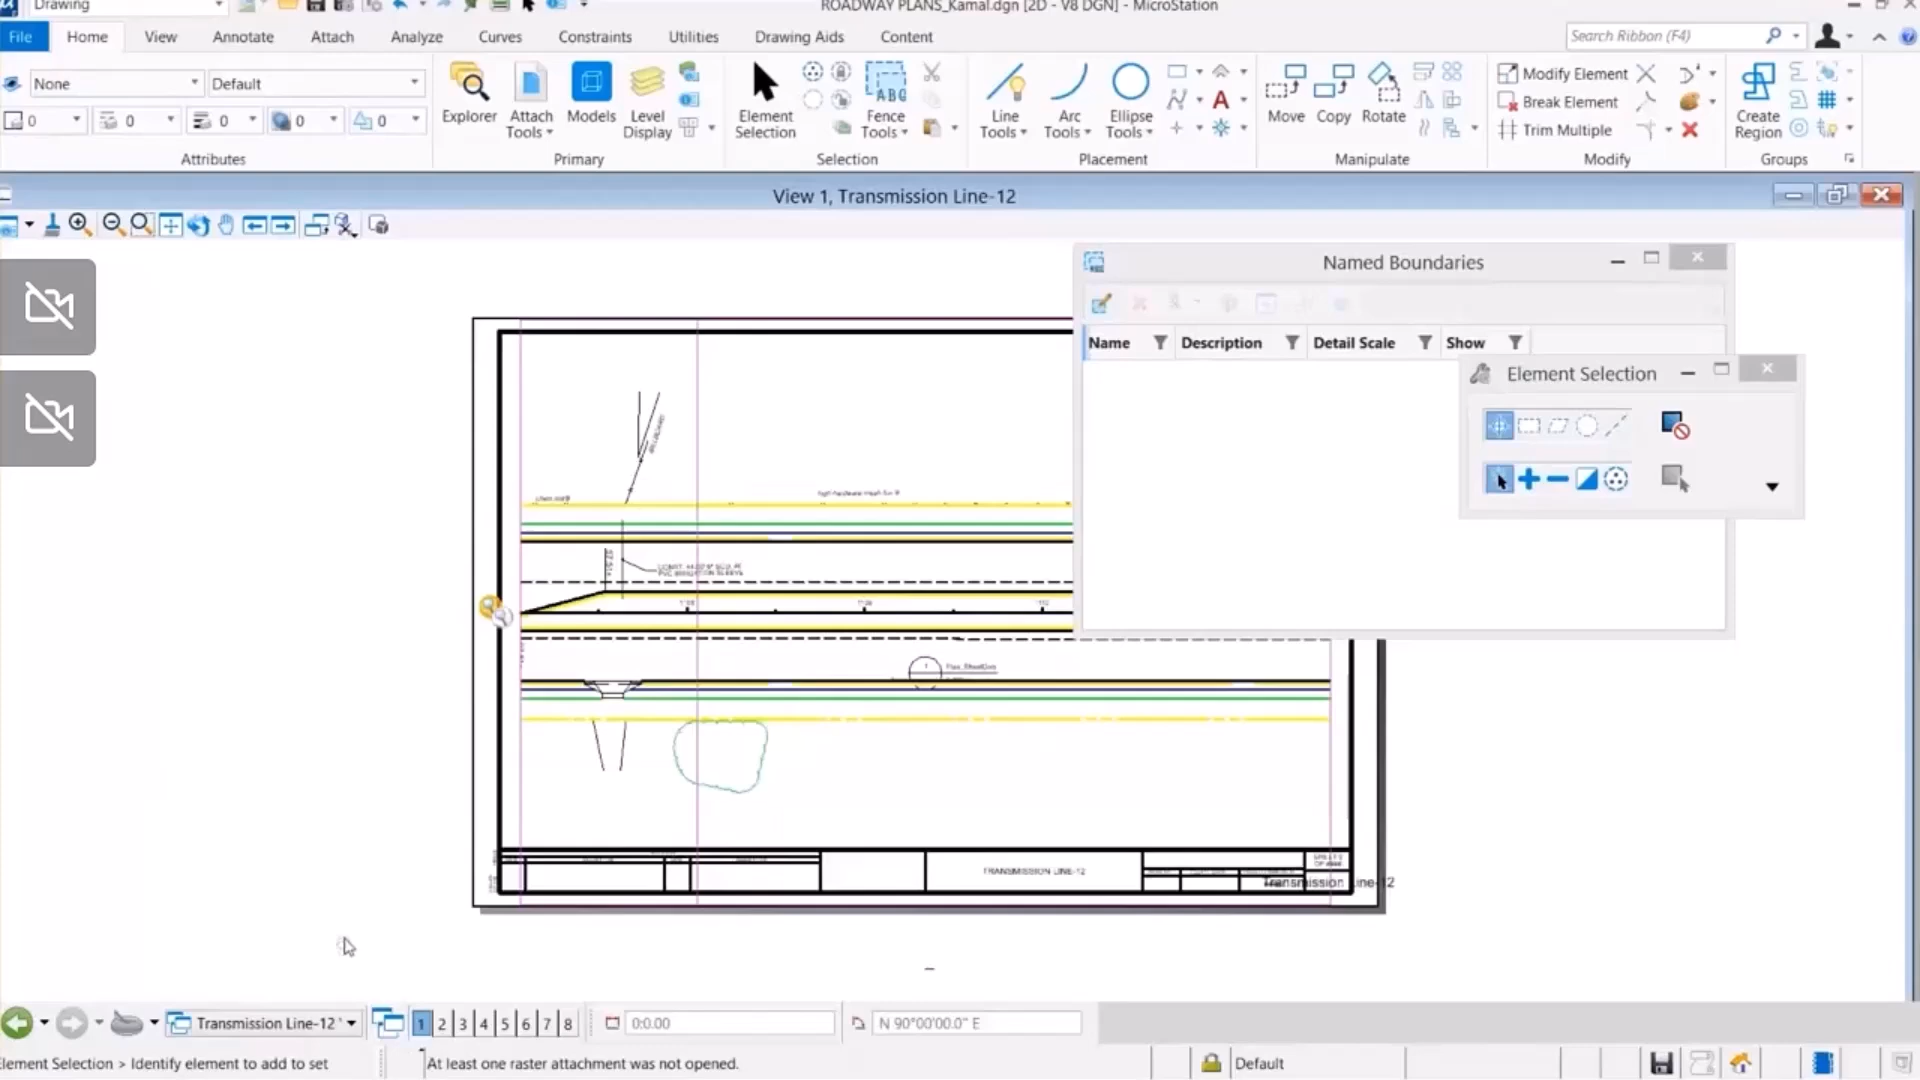 Drawing
ROADWAY PLANS_Kamal.dgn [2D - V8 DGN] - MicroStation
File Home View Annotate Attach Analyze Curves Constraints Utilities Drawing Aids Content
Search Ribbon (F4)
None Default
0 0 0 0 0
Attributes
Explorer Attach Tools Models Level Display
Primary
Element Selection Fence Tools
ABC
Selection
Line Tools Arc Tools Ellipse Tools
A
Placement
Move Copy Rotate
Manipulate
Modify Element
Break Element
Trim Multiple
Modify
Create Region
Groups
View 1, Transmission Line-12
Named Boundaries
Name Description Detail Scale Show
Element Selection
1
TRANSMISSION LINE-12
Transmission Line-12
Transmission Line-12
1 2 3 4 5 6 7 8
0:0.00
N 90°00'00.0" E
Element Selection > Identify element to add to set
At least one raster attachment was not opened.
Default